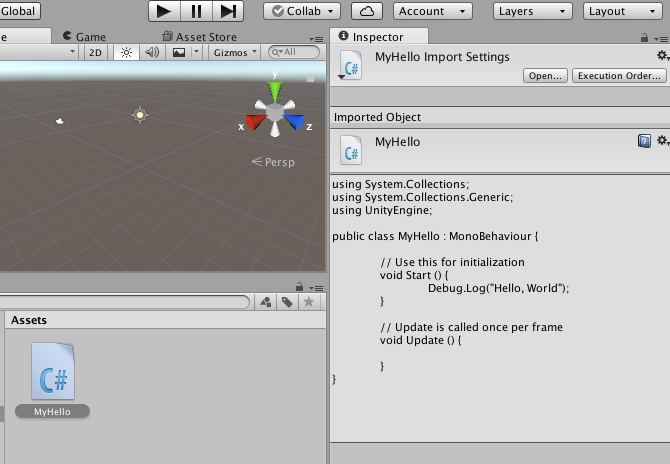 Global
Collab
Account
Layers
Layout
e
Game
Asset Store
2D
Gizmos
All
y
x
z
Persp
Assets
C#
MyHello
Inspector
C#
MyHello Import Settings
Open...
Execution Order...
Imported Object
C#
MyHello
using System.Collections;
using System.Collections.Generic;
using UnityEngine;
public class MyHello : MonoBehaviour {
// Use this for initialization
void Start () {
Debug.Log("Hello, World");
}
// Update is called once per frame
void Update () {
}
}